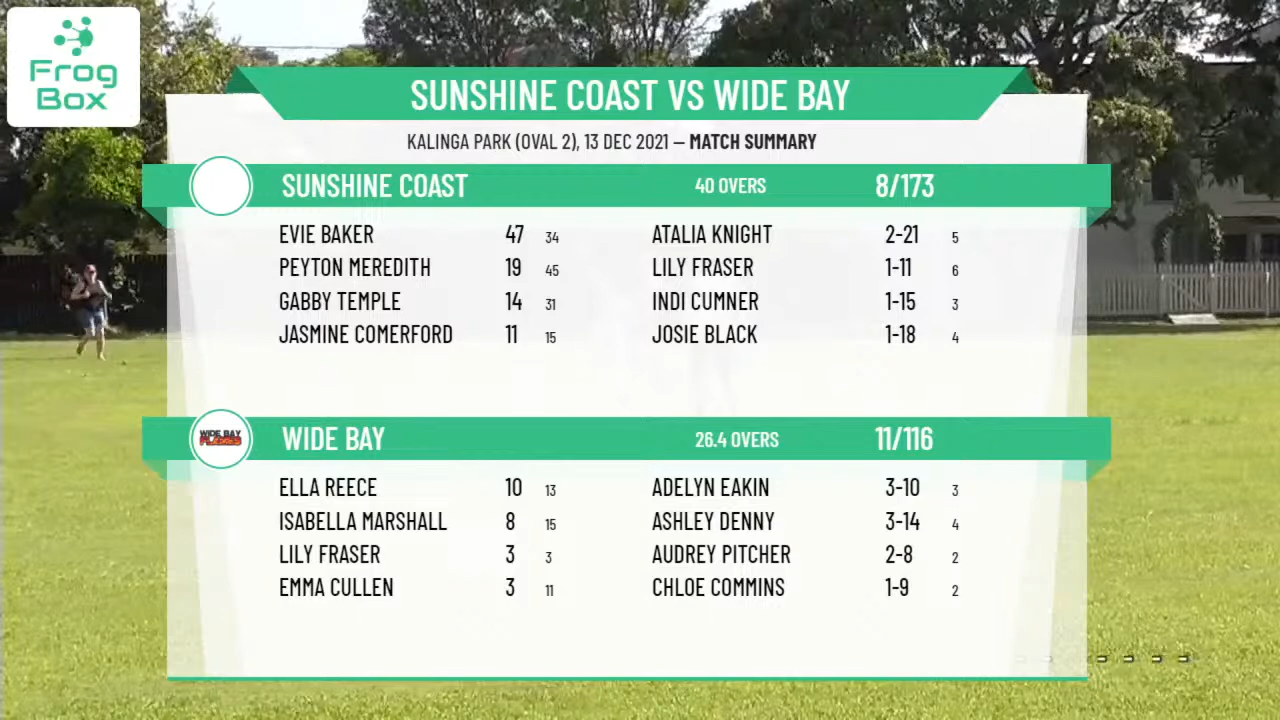 Frog
Box
SUNSHINE COAST VS WIDE BAY
KALINGA PARK (OVAL 2), 13 DEC 2021 – MATCH SUMMARY
SUNSHINE COAST 40 OVERS 8/173
EVIE BAKER 47 34 ATALIA KNIGHT 2-21 5
PEYTON MEREDITH 19 45 LILY FRASER 1-11 6
GABBY TEMPLE 14 31 INDI CUMNER 1-15 3
JASMINE COMERFORD 11 15 JOSIE BLACK 1-18 4
WIDE BAY
WIDE BAY 26.4 OVERS 11/116
ELLA REECE 10 13 ADELYN EAKIN 3-10 3
ISABELLA MARSHALL 8 15 ASHLEY DENNY 3-14 4
LILY FRASER 3 3 AUDREY PITCHER 2-8 2
EMMA CULLEN 3 11 CHLOE COMMINS 1-9 2